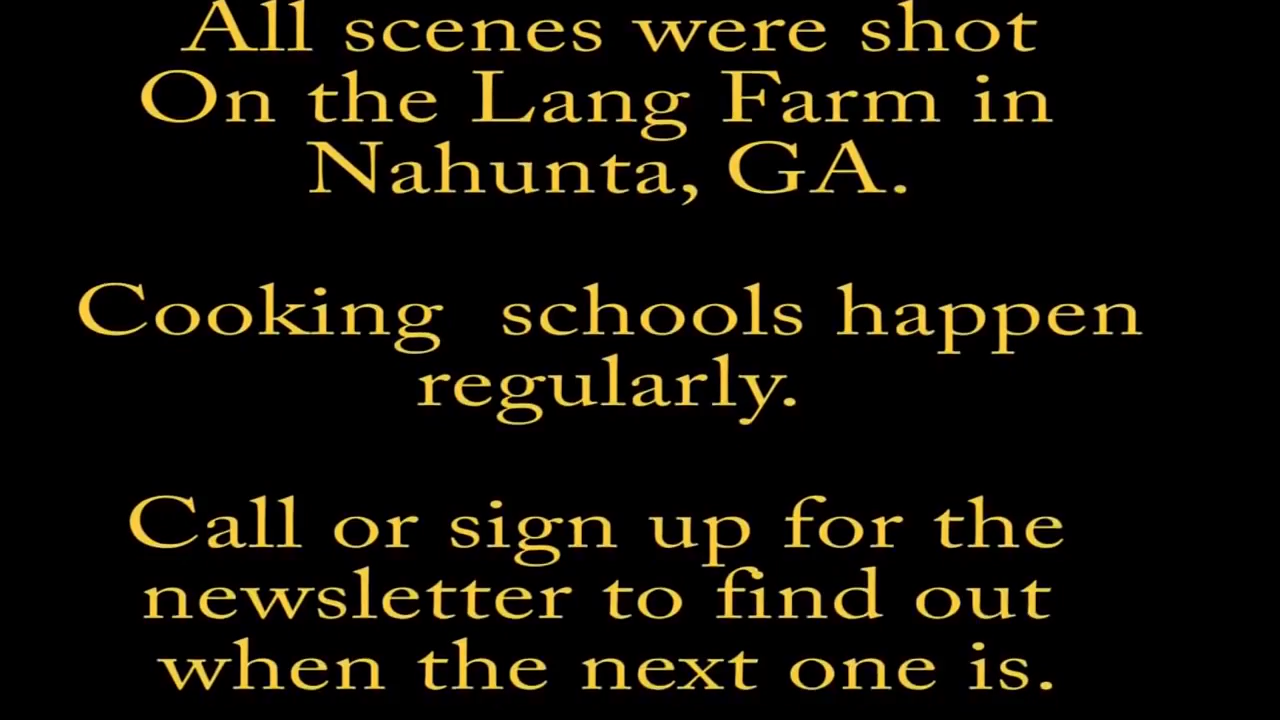 All scenes were shot
On the Lang Farm in
Nahunta, GA.
Cooking schools happen
regularly.
Call or sign up for the
newsletter to find out
when the next one is.